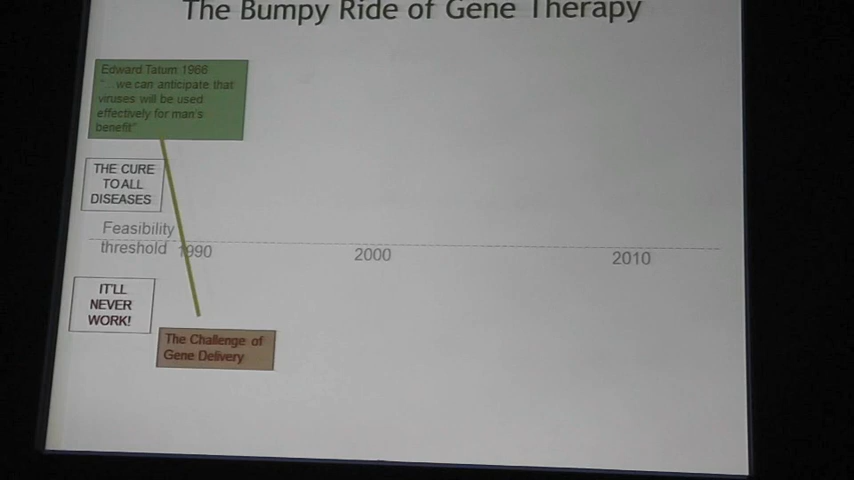 The Bumpy Ride of Gene Therapy
Edward Tatum 1966
"...we can anticipate that
viruses will be used
effectively for man's
benefit"
THE CURE
TO ALL
DISEASES
Feasibility
threshold
1990
2000
2010
IT'LL
NEVER
WORK!
The Challenge of
Gene Delivery